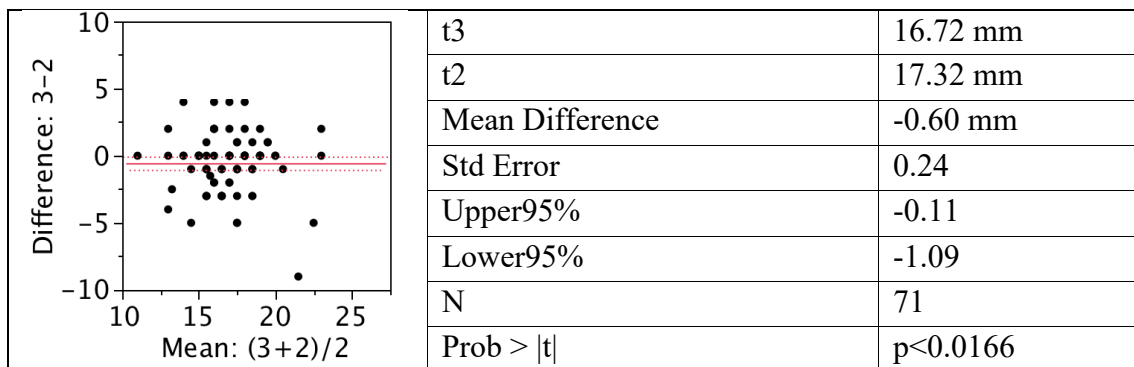 10
5
0
−5
−10
Difference: 3−2
10 15 20 25
Mean: (3+2)/2
t3 16.72 mm
t2 17.32 mm
Mean Difference -0.60 mm
Std Error 0.24
Upper95% -0.11
Lower95% -1.09
N 71
Prob > |t| p<0.0166